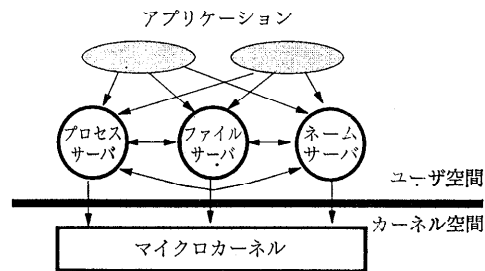 アプリケーション
プロセス
サーバ
ファイル
サーバ
ネーム
サーバ
ユーザ空間
カーネル空間
マイクロカーネル